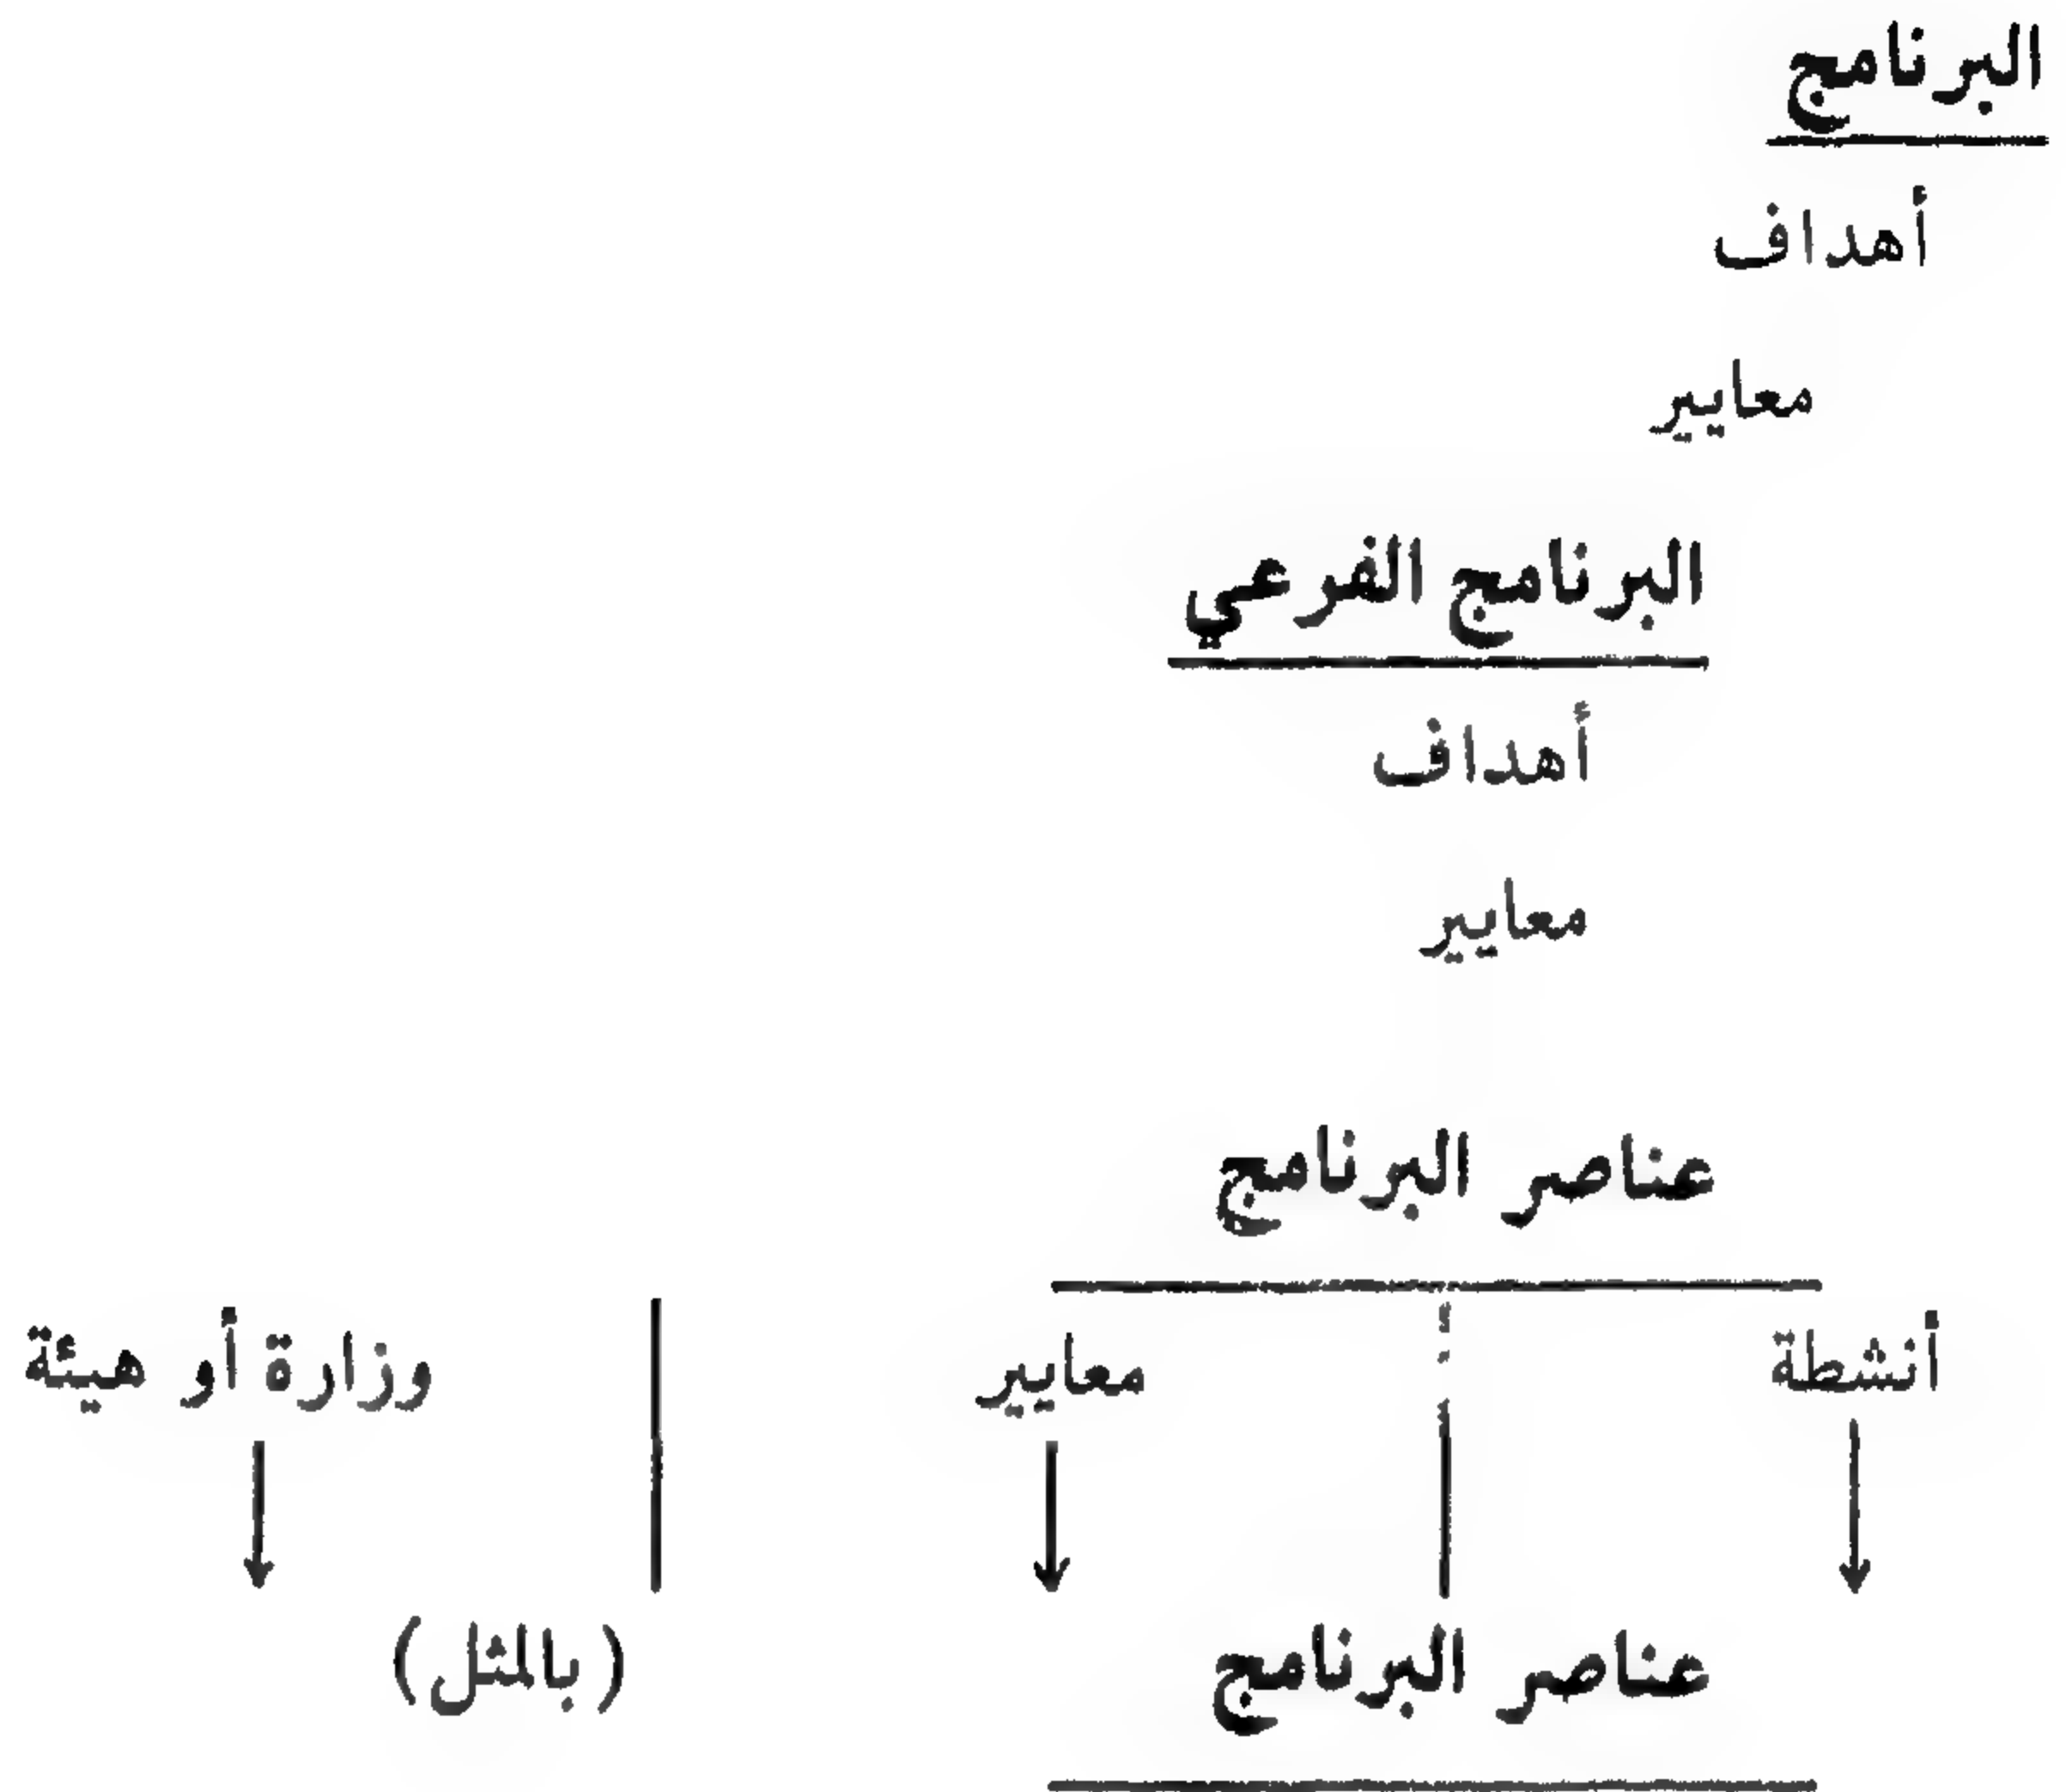 البرنامج
أهداف
معايير
البرنامج الفرعي
أهداف
معايير
عناصر البرنامج
أنشطة معايير وزارة أو هيئة
عناصر البرنامج (بالمثل)